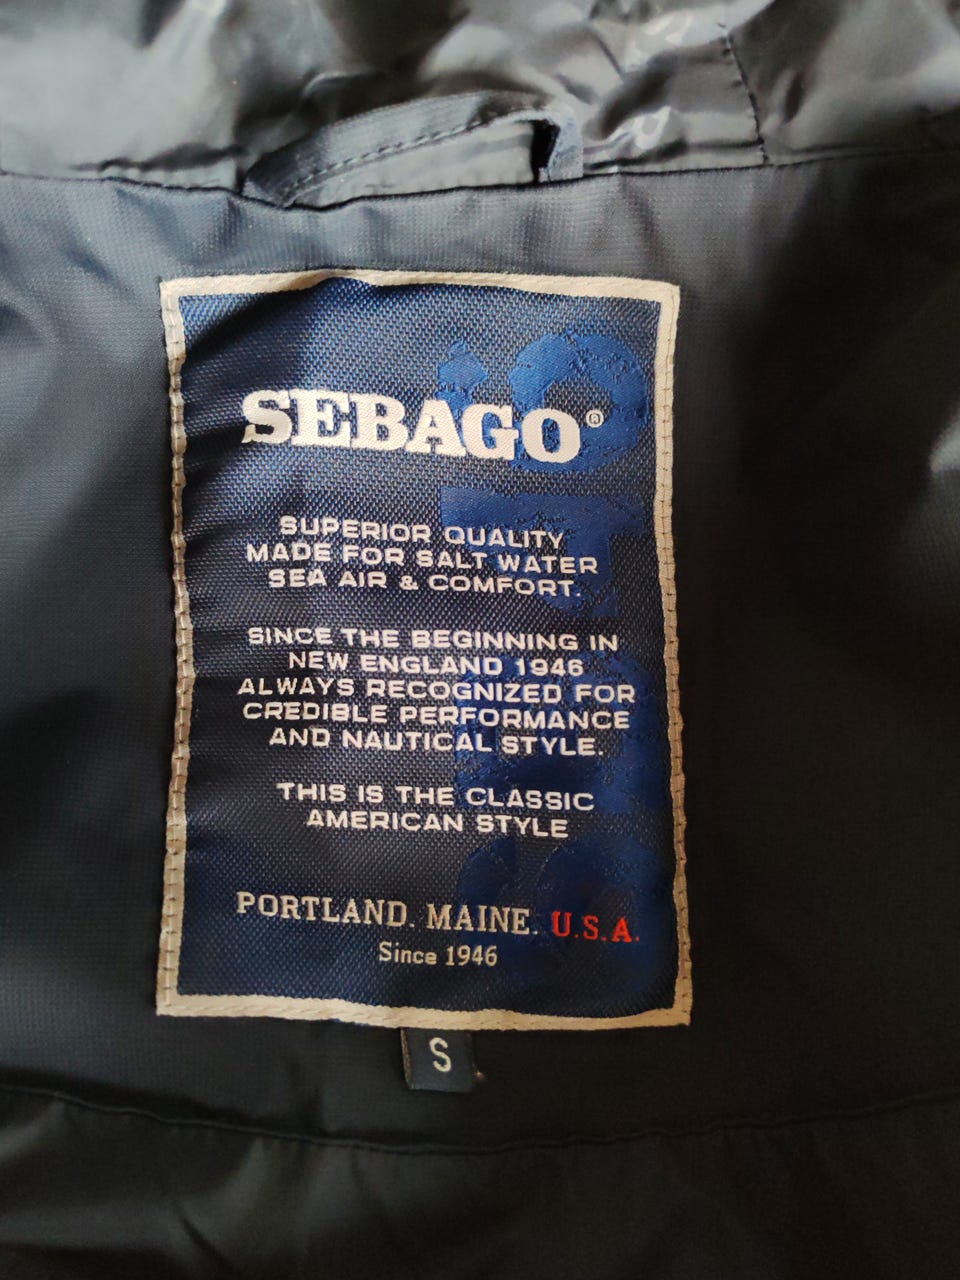 SEBAGO®
SUPERIOR QUALITY
MADE FOR SALT WATER
SEA AIR & COMFORT.
SINCE THE BEGINNING IN
NEW ENGLAND 1946
ALWAYS RECOGNIZED FOR
CREDIBLE PERFORMANCE
AND NAUTICAL STYLE.
THIS IS THE CLASSIC
AMERICAN STYLE
PORTLAND. MAINE. U.S.A.
Since 1946
S